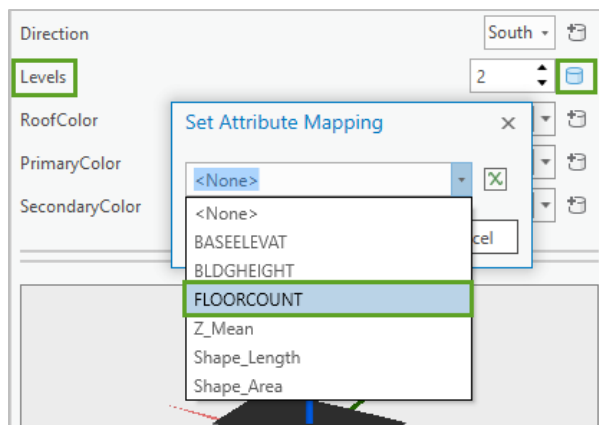 Direction
South
Levels
2
RoofColor
Set Attribute Mapping
PrimaryColor
<None>
SecondaryColor
<None>
BASEELEVAT
cel
BLDGHEIGHT
FLOORCOUNT
Z_Mean
Shape_Length
Shape_Area